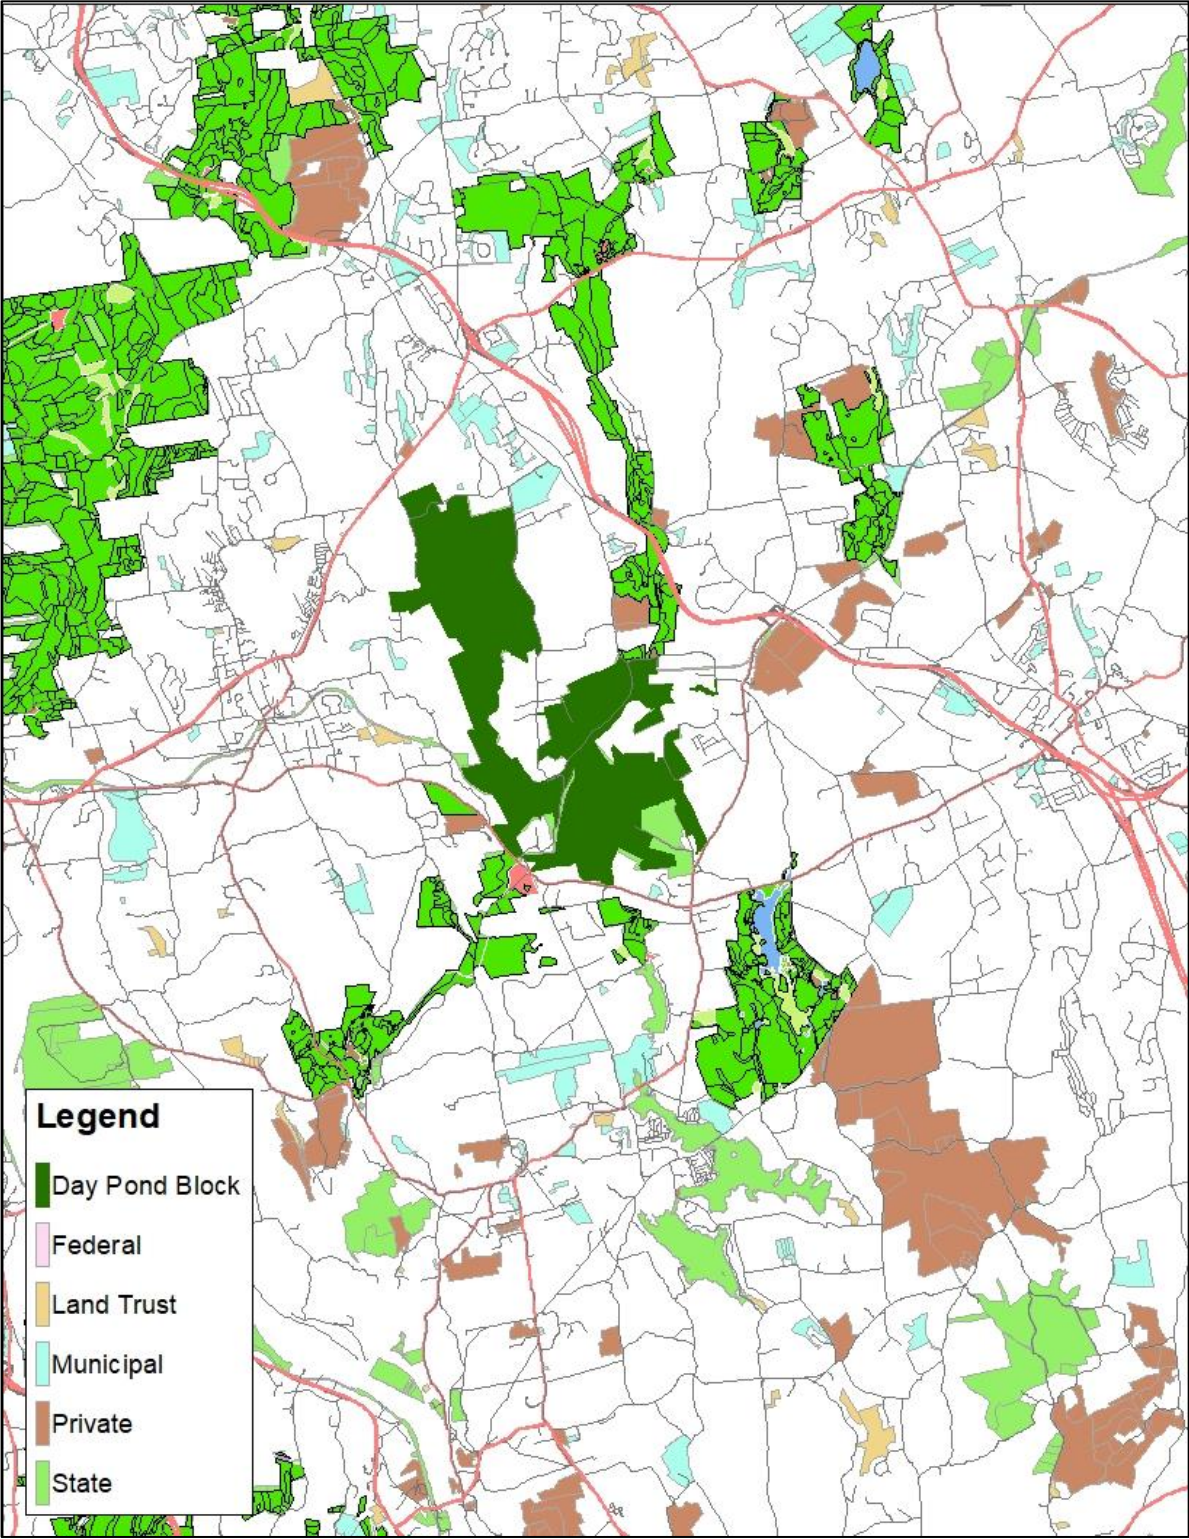 Legend
Day Pond Block
Federal
Land Trust
Municipal
Private
State